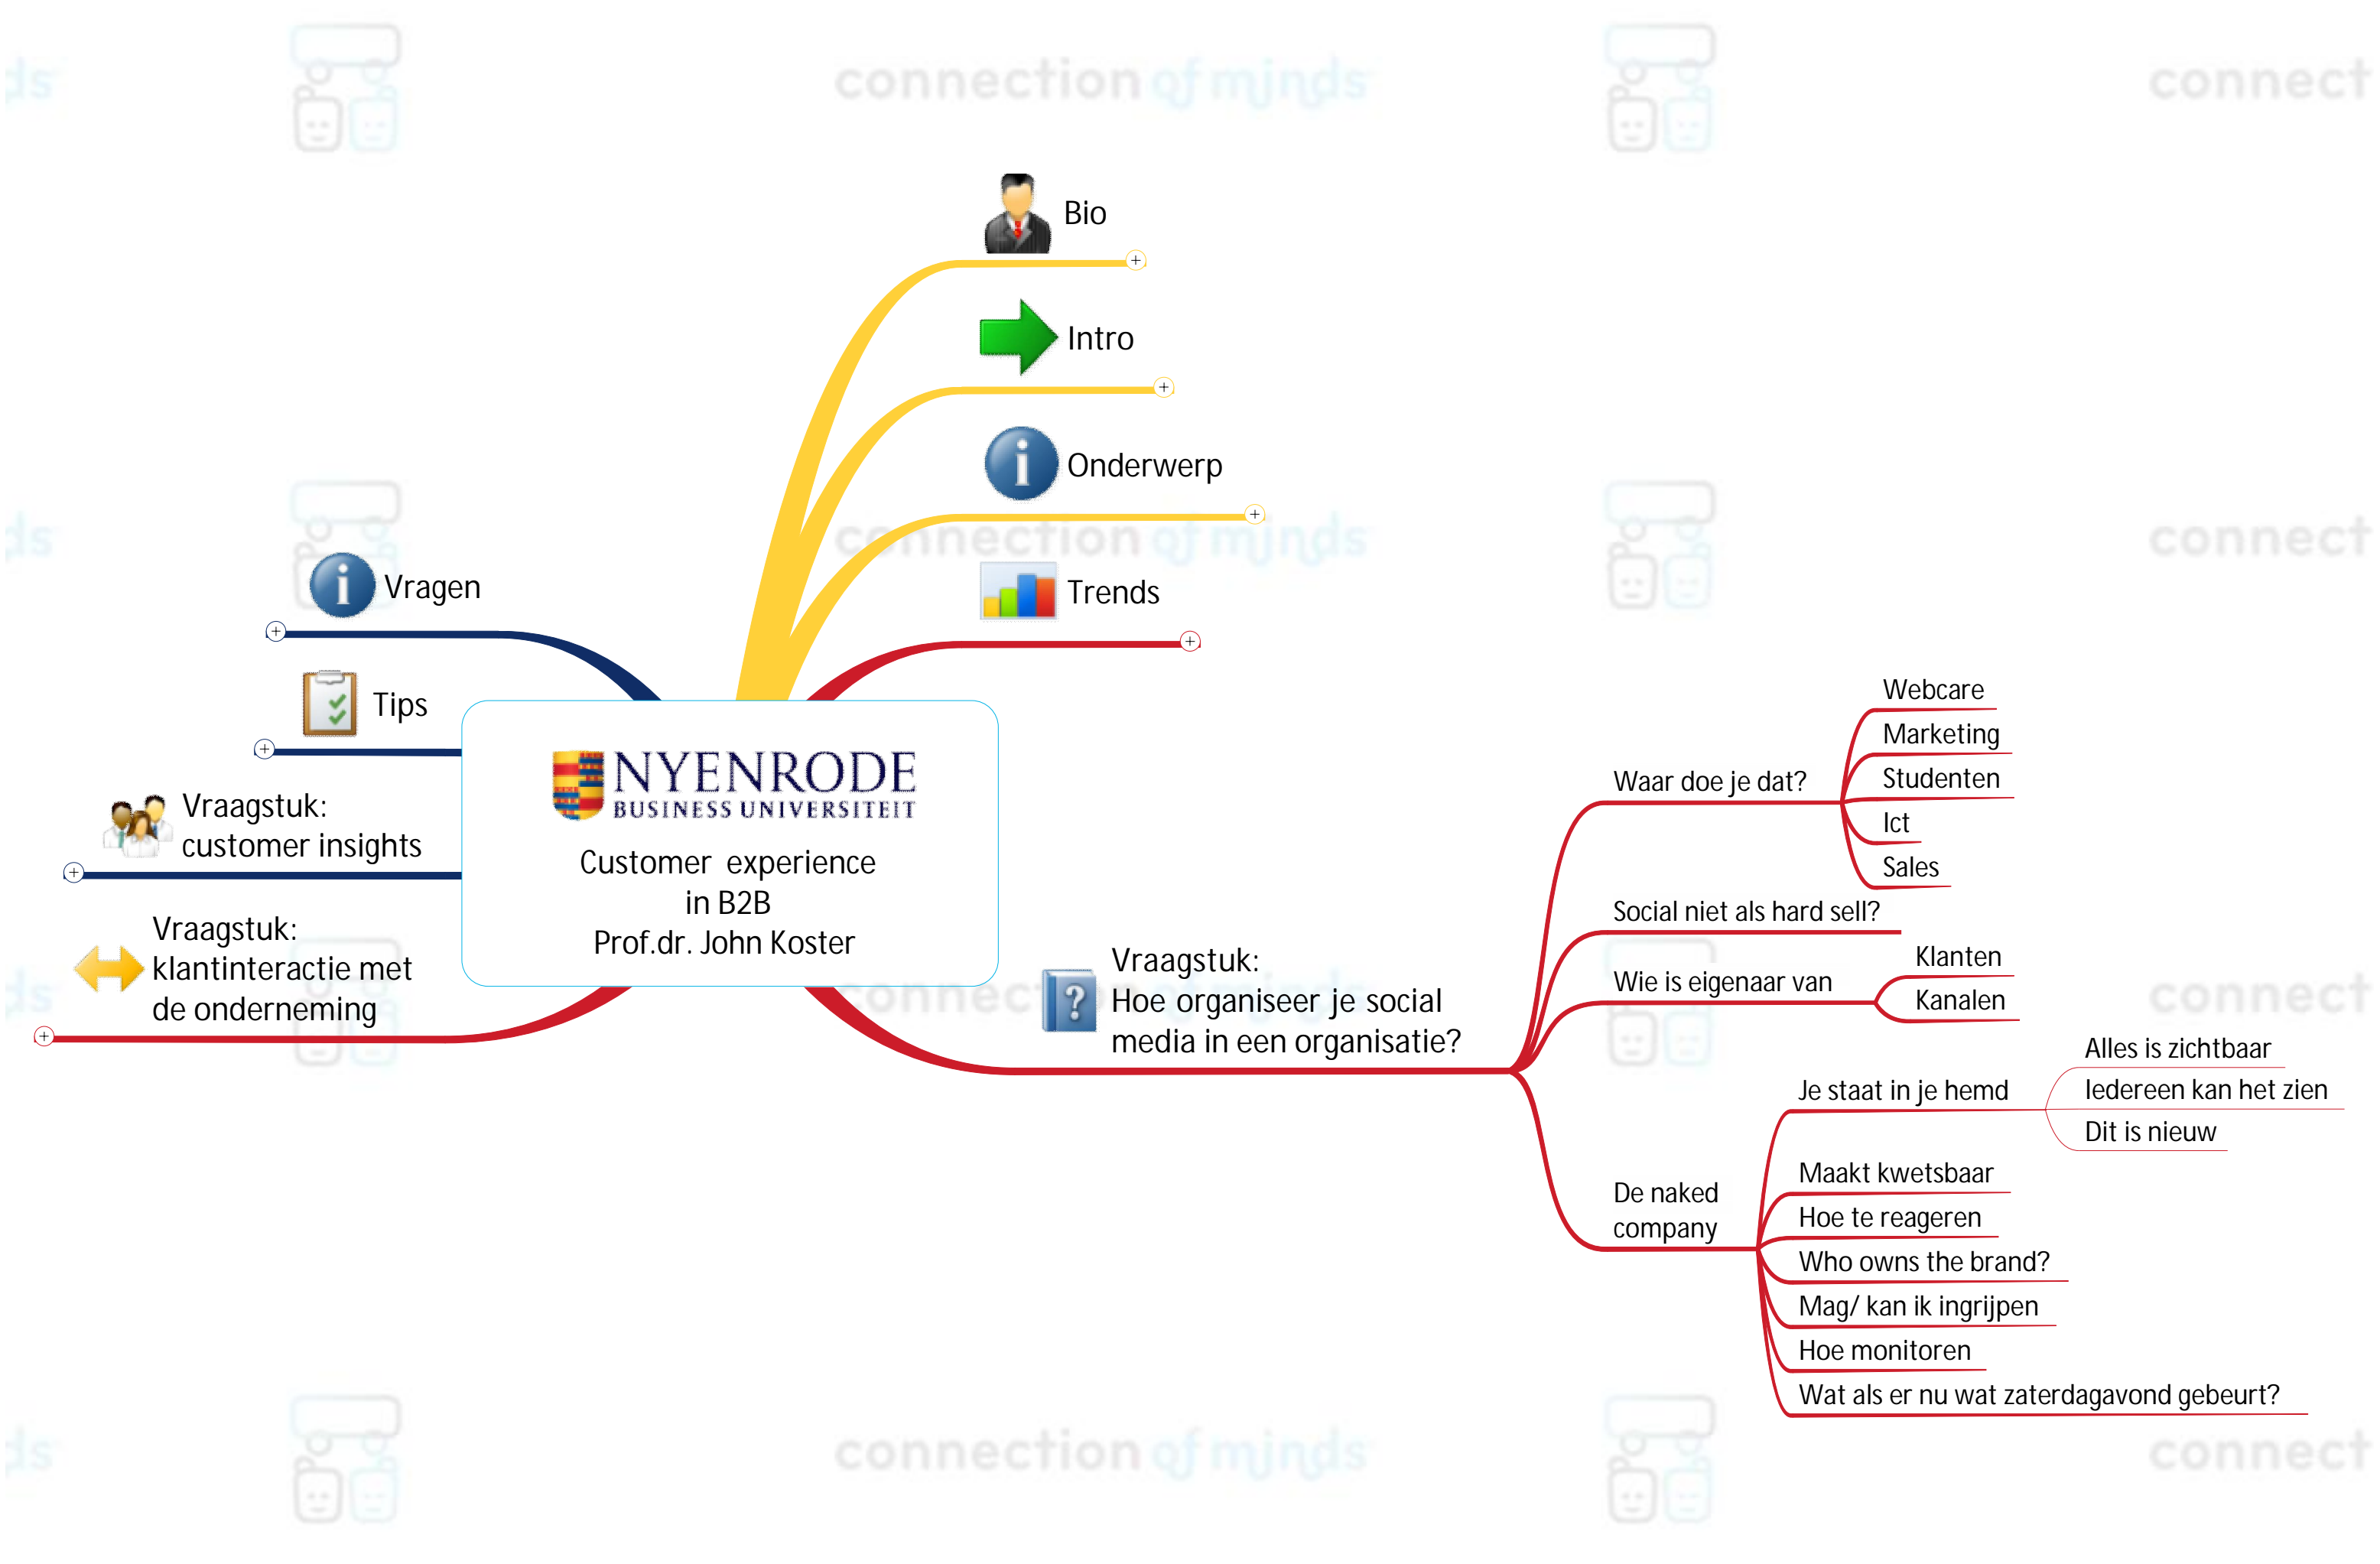 connection of minds
connect
Bio
Intro
Onderwerp
connection of minds
connect
Trends
Vragen
Tips
Vraagstuk:
customer insights
Vraagstuk:
klantinteractie met
de onderneming
NYENRODE
BUSINESS UNIVERSITEIT
Customer experience
in B2B
Prof.dr. John Koster
Vraagstuk:
Hoe organiseer je social
media in een organisatie?
connect
Waar doe je dat?
Webcare
Marketing
Studenten
Ict
Sales
Social niet als hard sell?
Wie is eigenaar van
Klanten
Kanalen
De naked
company
Je staat in je hemd
Alles is zichtbaar
Iedereen kan het zien
Dit is nieuw
Maakt kwetsbaar
Hoe te reageren
Who owns the brand?
Mag/ kan ik ingrijpen
Hoe monitoren
Wat als er nu wat zaterdagavond gebeurt?
connection of minds
connect